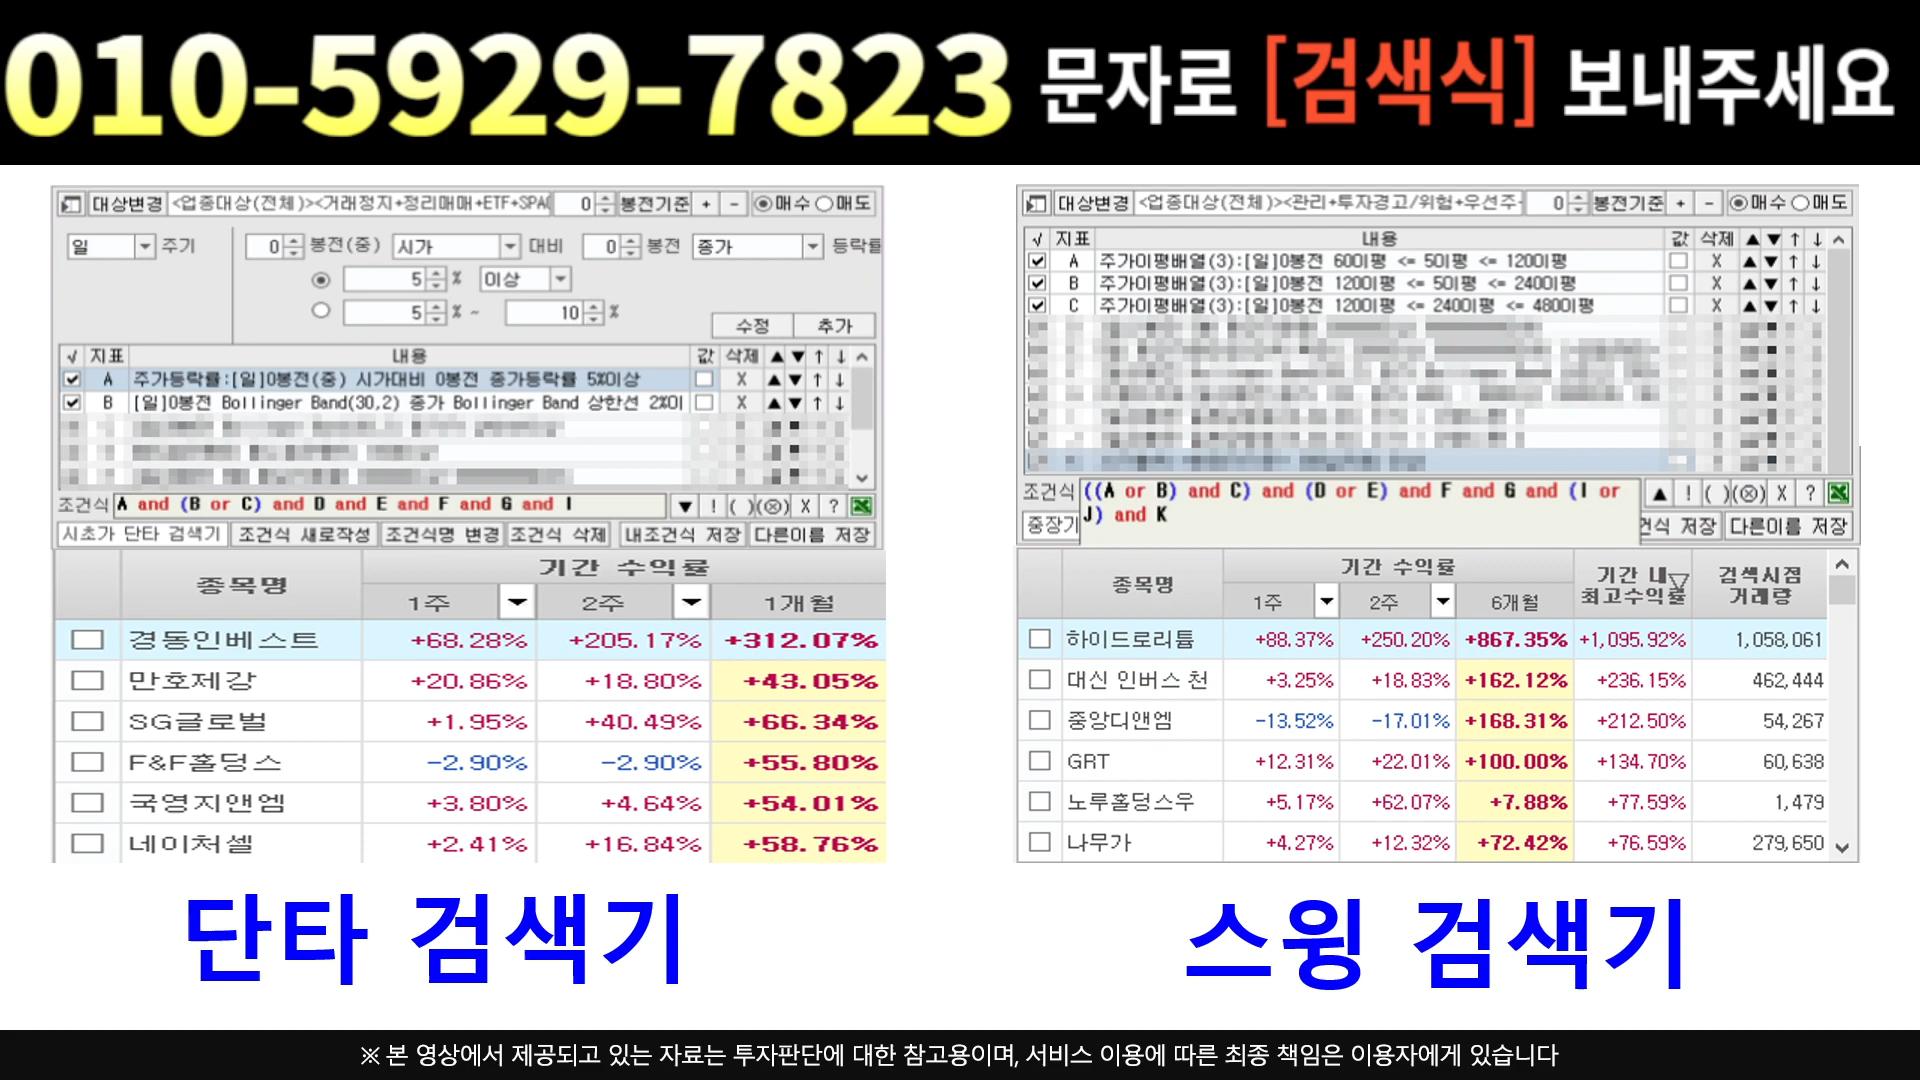 010-5929-7823 문자로 [검색식] 보내주세요
대상변경 <업종대상(전체)><거래정지+정리매매+ETF+SPA 0 봉전기준 + - 매수 매도
일 주기 0 봉전(중) 시가 대비 0 봉전 종가 등락률
5 % 이상
5 % ~ 10 %
수정 추가
√ 지표 내용 값 삭제 ▲ ▼ ↑ ↓
A 주가등락률:[일]0봉전(중) 시가대비 0봉전 종가등락률 5%이상 X ▲ ▼ ↑ ↓
B [일]0봉전 Bollinger Band(30,2) 종가 Bollinger Band 상한선 2%이 X ▲ ▼ ↑ ↓
조건식 A and (B or C) and D and E and F and G and I ▼ ! ( )(⊗) X ?
시초가 단타 검색기 조건식 새로작성 조건식명 변경 조건식 삭제 내조건식 저장 다른이름 저장
종목명 기간 수익률
1주 2주 1개월
경동인베스트 +68.28% +205.17% +312.07%
만호제강 +20.86% +18.80% +43.05%
SG글로벌 +1.95% +40.49% +66.34%
F&F홀딩스 -2.90% -2.90% +55.80%
국영지앤엠 +3.80% +4.64% +54.01%
네이처셀 +2.41% +16.84% +58.76%
단타 검색기
대상변경 <업종대상(전체)><관리+투자경고/위험+우선주+ 0 봉전기준 + - 매수 매도
√ 지표 내용 값 삭제 ▲ ▼ ↑ ↓
A 주가이평배열(3):[일]0봉전 60이평 <= 5이평 <= 120이평 X ▲ ▼ ↑ ↓
B 주가이평배열(3):[일]0봉전 120이평 <= 5이평 <= 240이평 X ▲ ▼ ↑ ↓
C 주가이평배열(3):[일]0봉전 120이평 <= 240이평 <= 480이평 X ▲ ▼ ↑ ↓
조건식 ((A or B) and C) and (D or E) and F and G and (I or ▲ ! ( )(⊗) X ?
중장기 J) and K 건식 저장 다른이름 저장
종목명 기간 수익률 기간 내 최고수익률 검색시점 거래량
1주 2주 6개월
하이드로리튬 +88.37% +250.20% +867.35% +1,095.92% 1,058,061
대신 인버스 천 +3.25% +18.83% +162.12% +236.15% 462,444
중앙디앤엠 -13.52% -17.01% +168.31% +212.50% 54,267
GRT +12.31% +22.01% +100.00% +134.70% 60,638
노루홀딩스우 +5.17% +62.07% +7.88% +77.59% 1,479
나무가 +4.27% +12.32% +72.42% +76.59% 279,650
스윙 검색기
※ 본 영상에서 제공되고 있는 자료는 투자판단에 대한 참고용이며, 서비스 이용에 따른 최종 책임은 이용자에게 있습니다